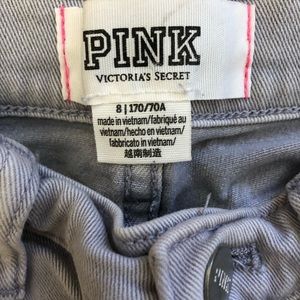 PINK
VICTORIA'S SECRET
8 | 170/70A
made in vietnam/fabriqué au
vietnam/hecho en vietnam/
fabbricato in vietnam/
越南制造